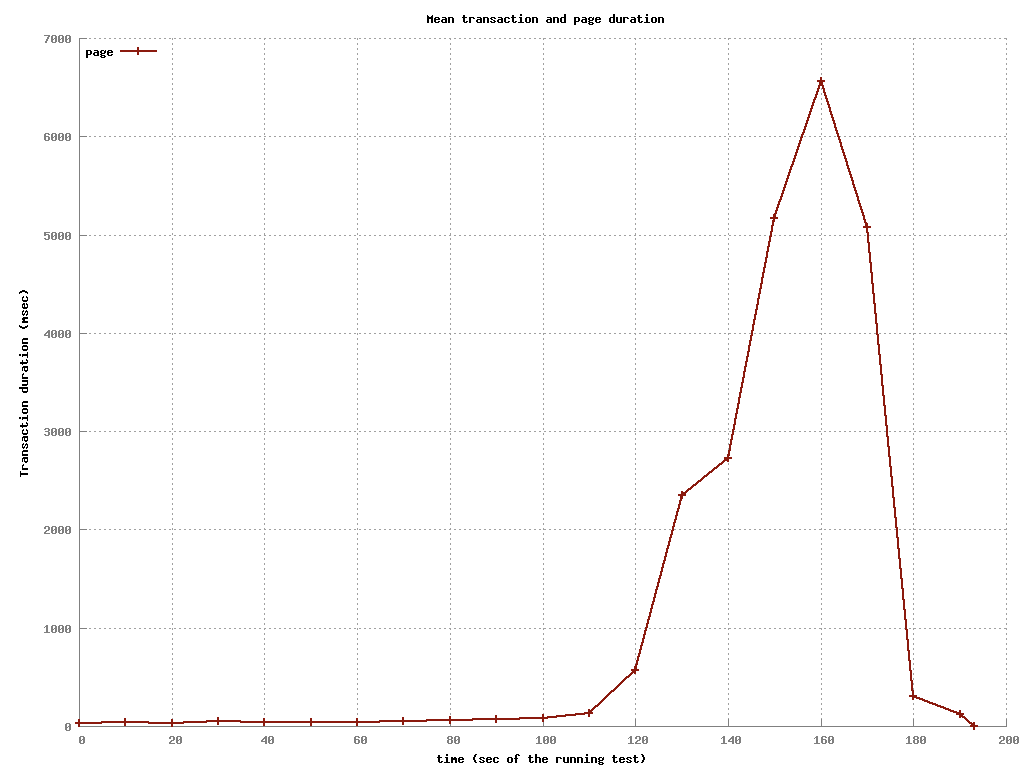 Mean transaction and page duration
page
7000
6000
5000
4000
3000
2000
1000
0
Transaction duration (msec)
0 20 40 60 80 100 120 140 160 180 200
time (sec of the running test)